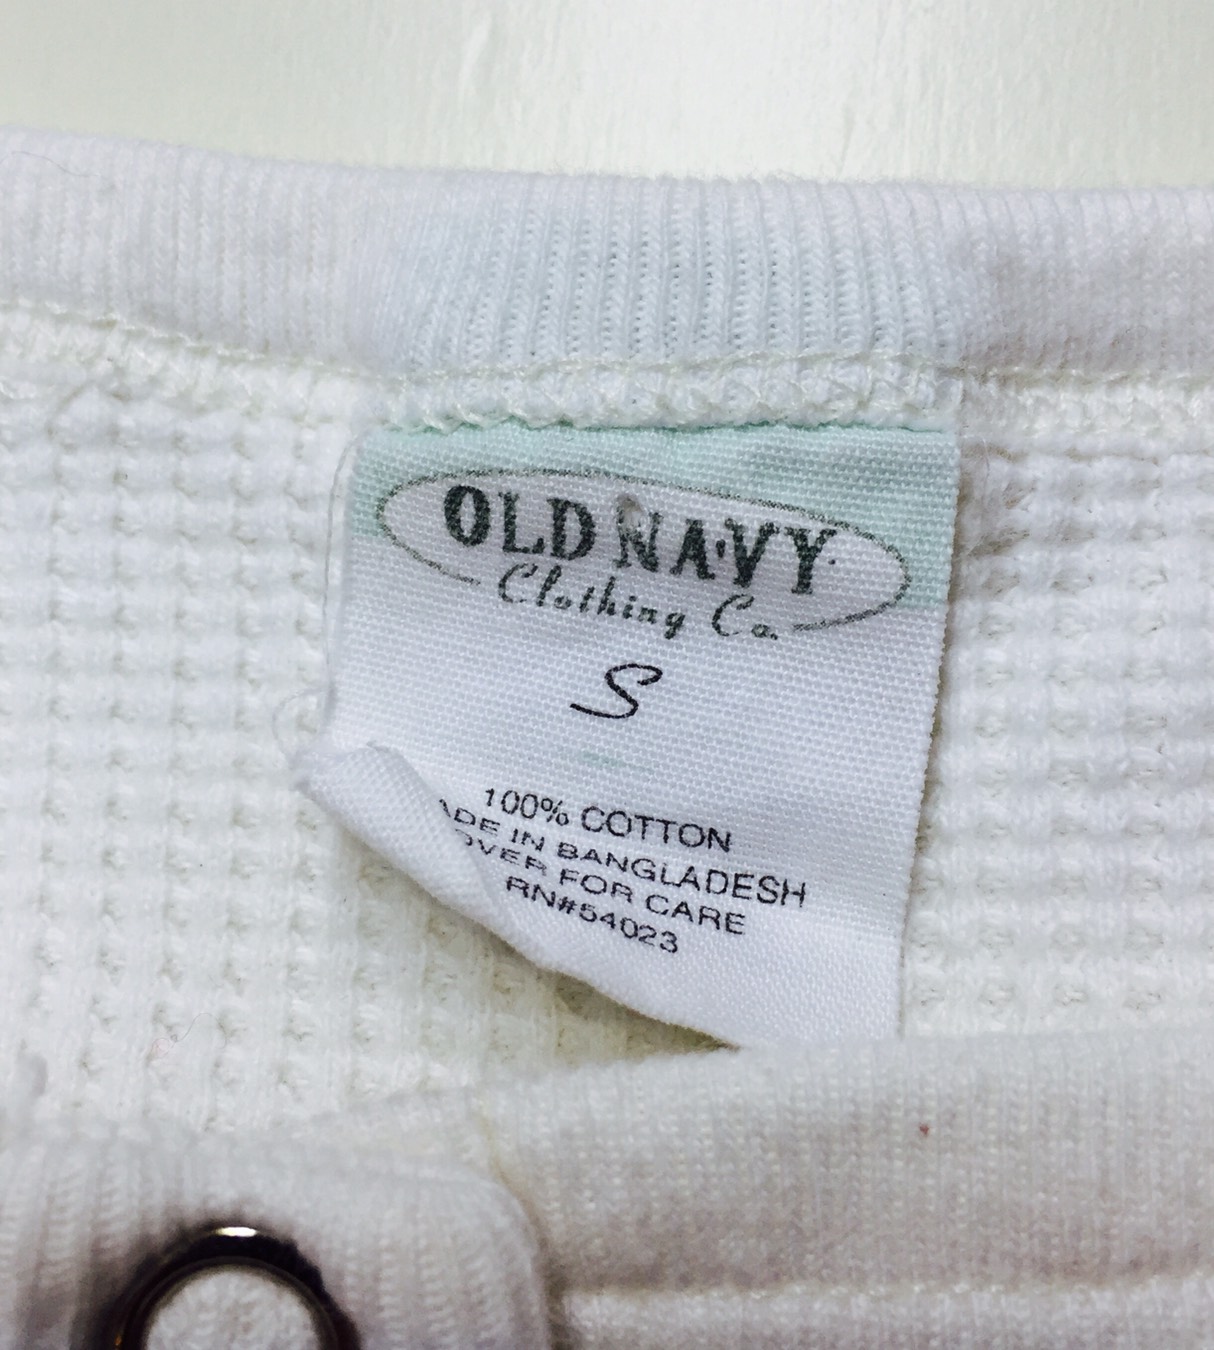 OLD NAVY
Clothing Co.
S
100% COTTON
ADE IN BANGLADESH
OVER FOR CARE
RN#54023